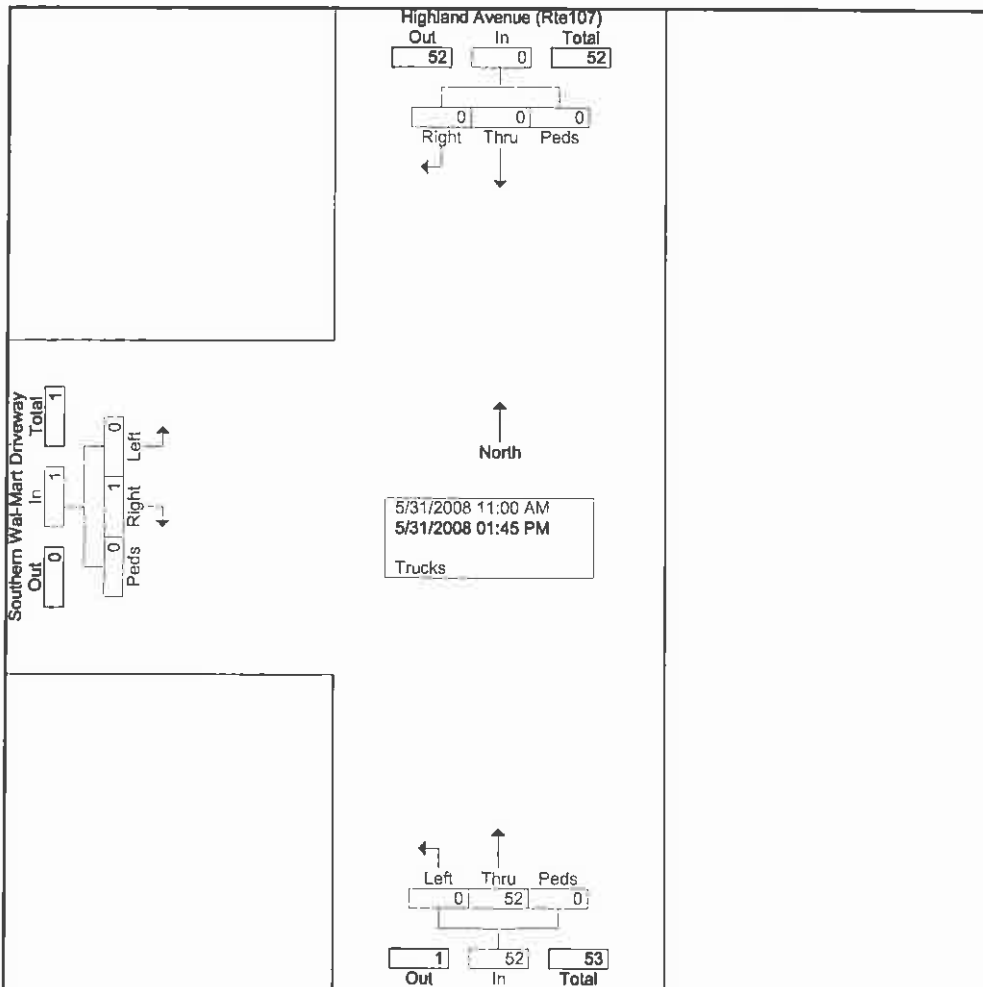 Highland Avenue (Rte107)
Out In Total
52 0 52
0 0 0
Right Thru Peds
Southern Wal-Mart Driveway
Out In Total
0 1 1
0 1 0
Peds Right Left
North
5/31/2008 11:00 AM
5/31/2008 01:45 PM
Trucks
Left Thru Peds
0 52 0
1 52 53
Out In Total